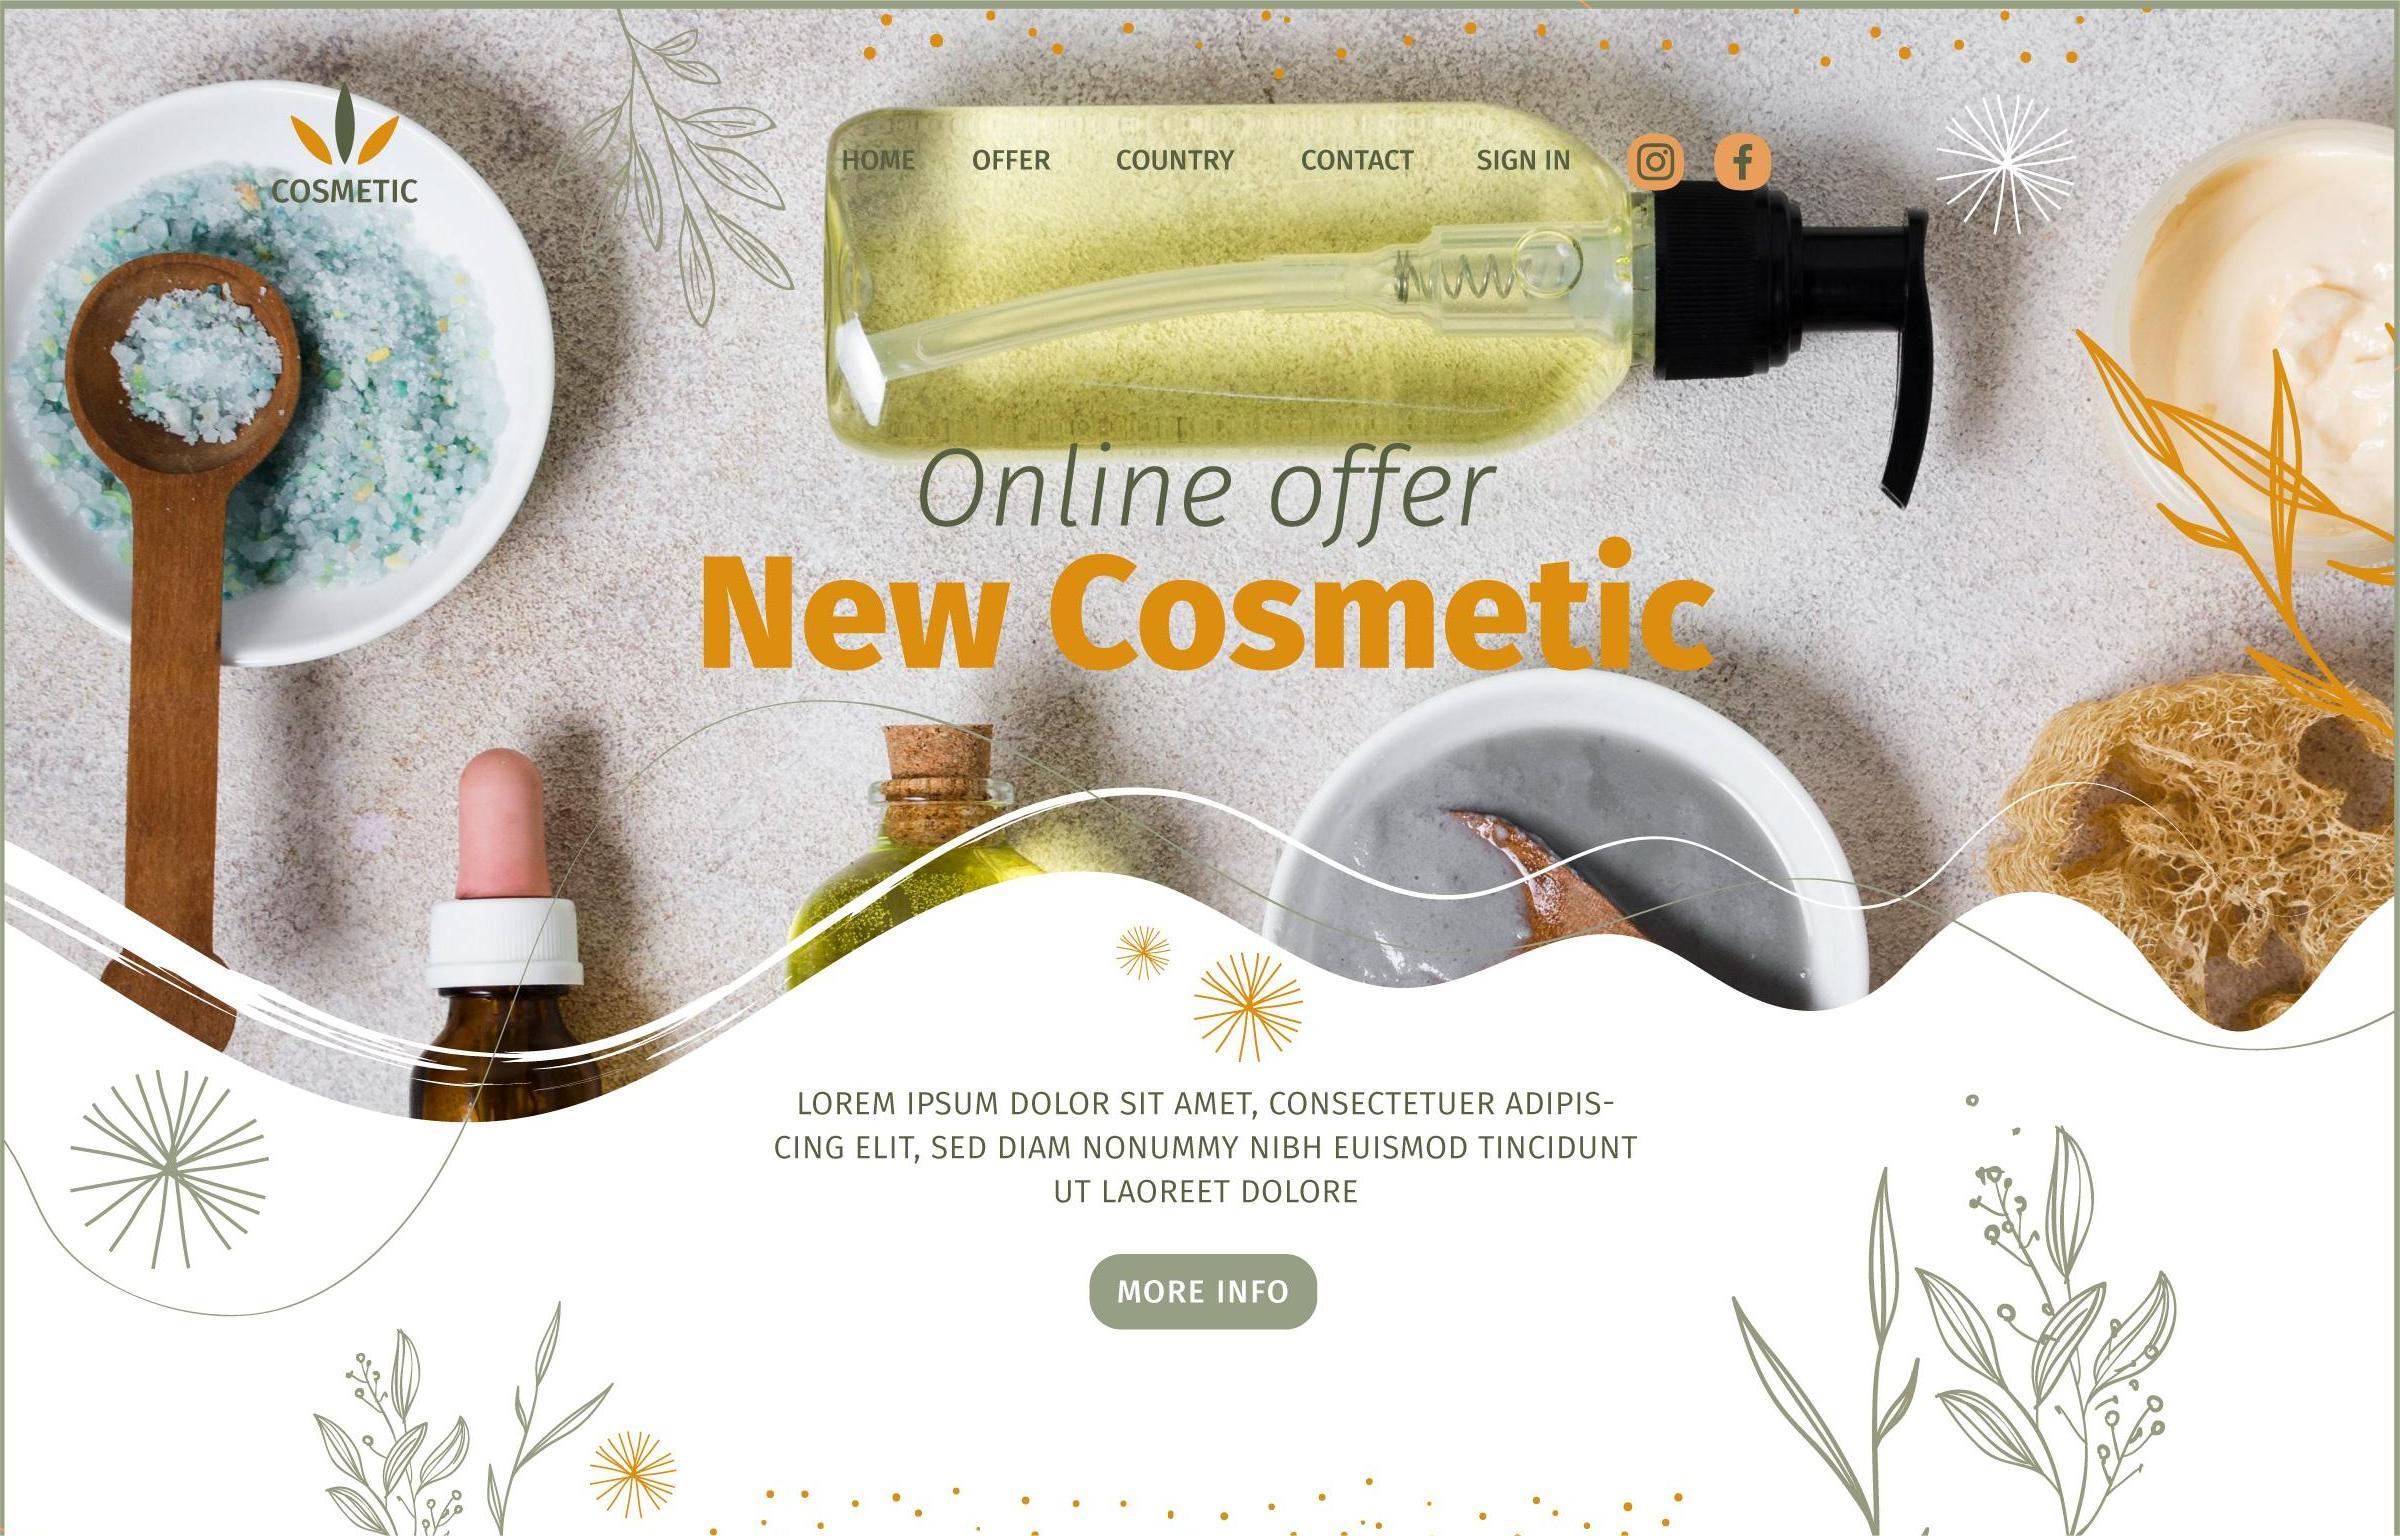 COSMETIC
HOME OFFER COUNTRY CONTACT SIGN IN
Online offer
New Cosmetic
LOREM IPSUM DOLOR SIT AMET, CONSECTETUER ADIPIS-
CING ELIT, SED DIAM NONUMMY NIBH EUISMOD TINCIDUNT
UT LAOREET DOLORE
MORE INFO